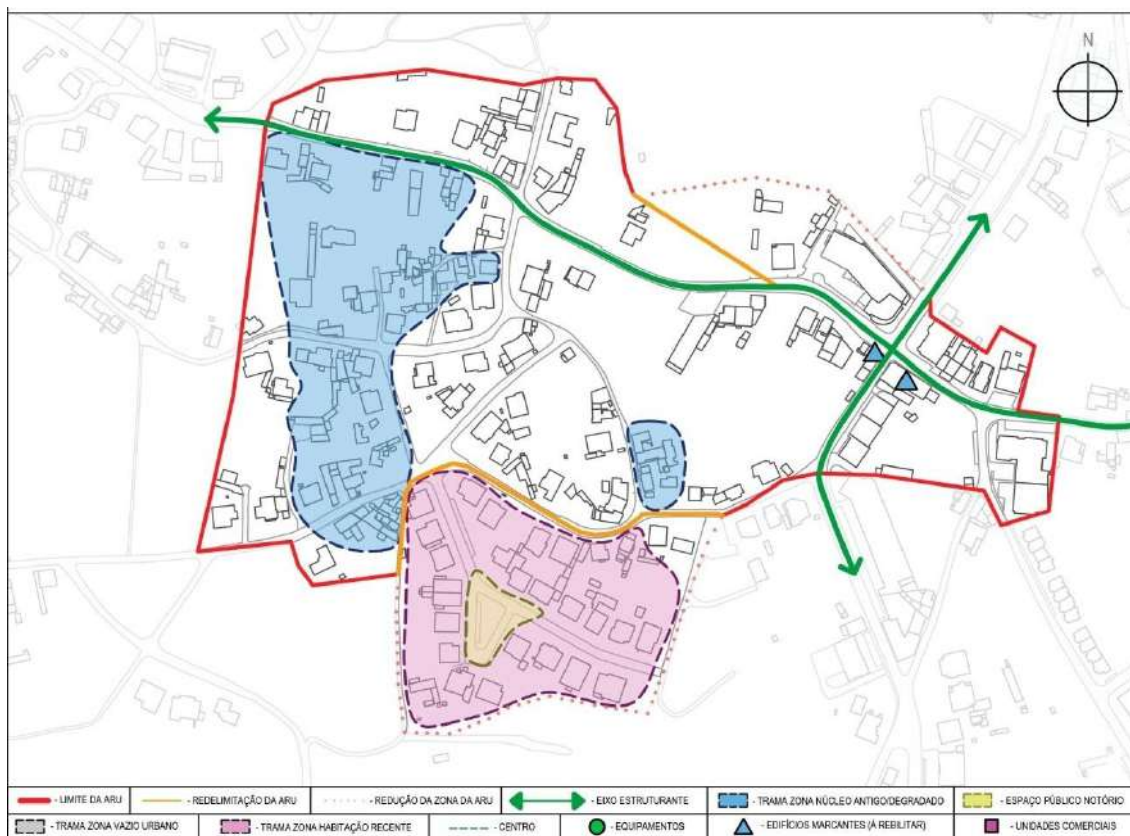 N
- LIMITE DA ARU
- REDELIMITAÇÃO DA ARU
- REDUÇÃO DA ZONA DA ARU
- EIXO ESTRUTURANTE
- TRAMA ZONA NÚCLEO ANTIGO/DEGRADADO
- ESPAÇO PÚBLICO NOTÓRIO
- TRAMA ZONA VAZIO URBANO
- TRAMA ZONA HABITAÇÃO RECENTE
- CENTRO
- EQUIPAMENTOS
- EDIFÍCIOS MARCANTES (À REBILITAR)
- UNIDADES COMERCIAIS